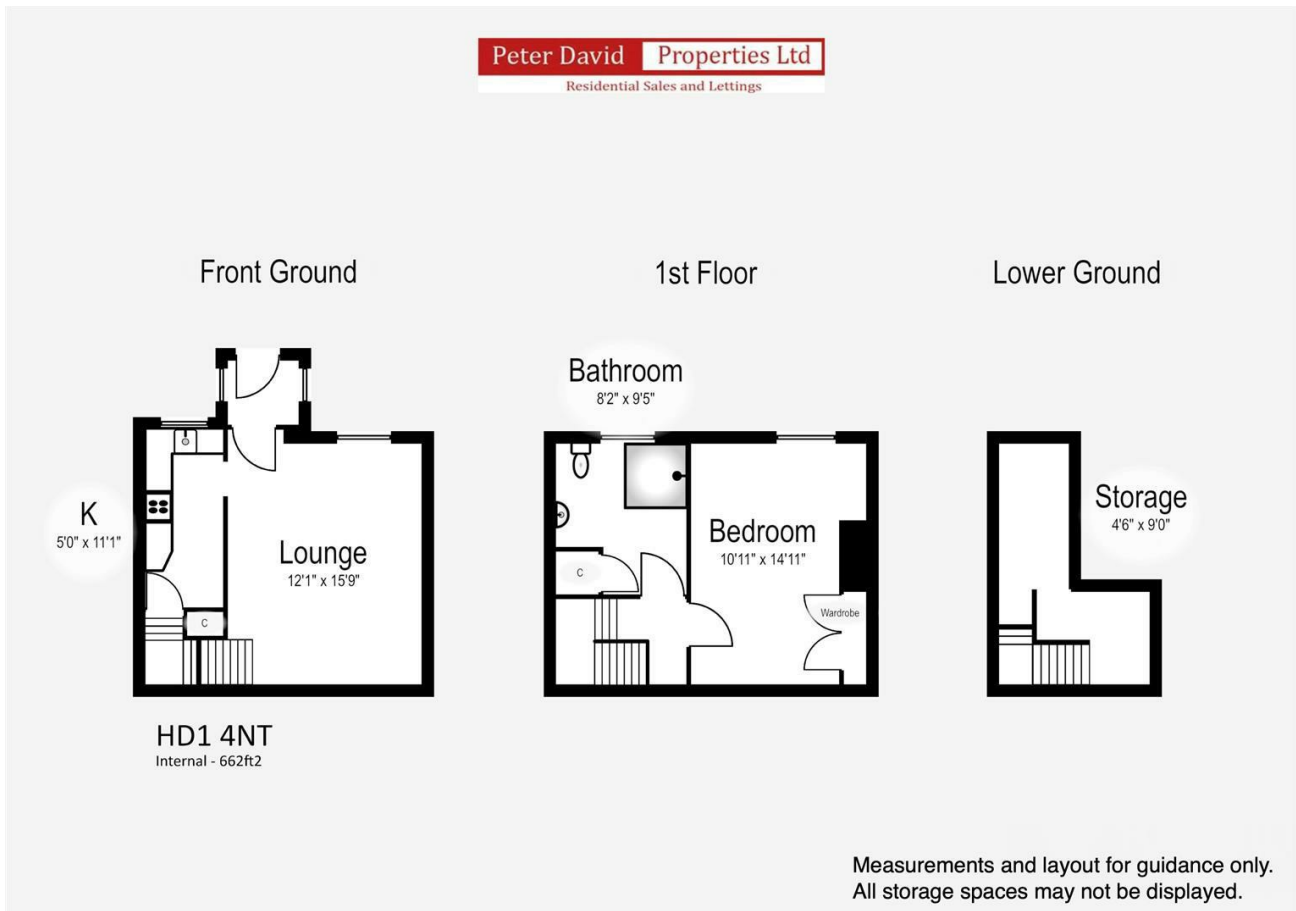 Peter David Properties Ltd
Residential Sales and Lettings
Front Ground
1st Floor
Lower Ground
Bathroom
8'2" x 9'5"
K
5'0" x 11'1"
Lounge
12'1" x 15'9"
C
C
Bedroom
10'11" x 14'11"
Wardrobe
Storage
4'6" x 9'0"
HD1 4NT
Internal - 662ft2
Measurements and layout for guidance only.
All storage spaces may not be displayed.